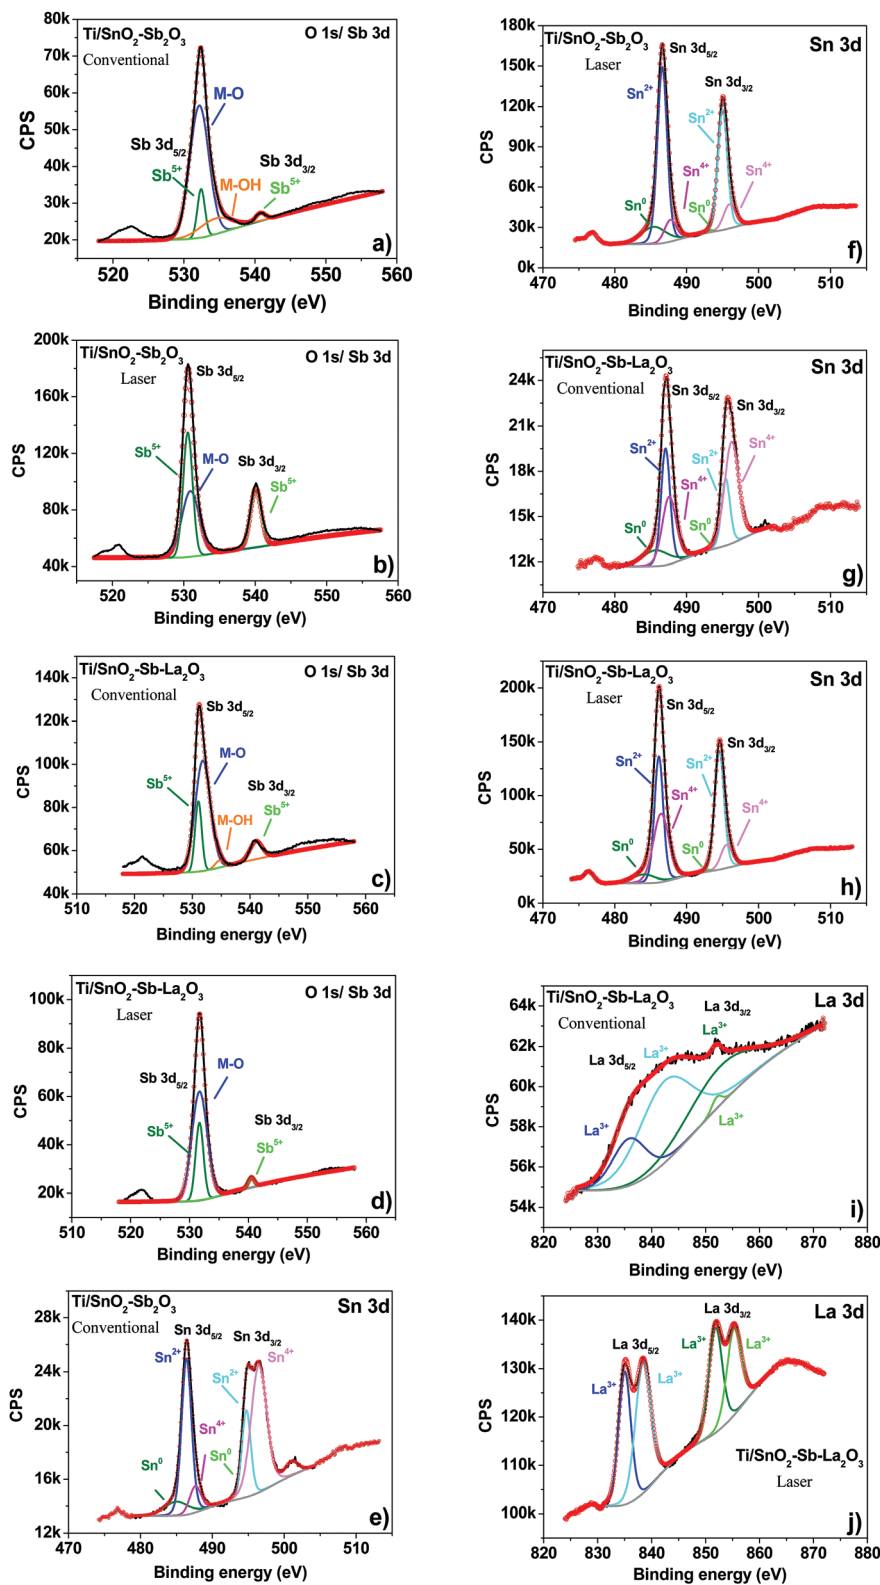 Ti/SnO₂-Sb₂O₃
O 1s/ Sb 3d
Conventional
M-O
Sb 3d₅/₂
Sb 3d₃/₂
Sb⁵⁺
M-OH
Sb⁵⁺
80k
70k
60k
50k
40k
30k
20k
CPS
a)
520 530 540 550 560
Binding energy (eV)
Ti/SnO₂-Sb₂O₃
O 1s/ Sb 3d
Laser
Sb 3d₅/₂
Sb⁵⁺
M-O
Sb 3d₃/₂
Sb⁵⁺
200k
160k
120k
80k
40k
CPS
b)
520 530 540 550 560
Binding energy (eV)
Ti/SnO₂-Sb-La₂O₃
O 1s/ Sb 3d
Conventional
Sb 3d₅/₂
M-O
Sb⁵⁺
Sb 3d₃/₂
Sb⁵⁺
M-OH
140k
120k
100k
80k
60k
40k
CPS
c)
510 520 530 540 550 560
Binding energy (eV)
Ti/SnO₂-Sb-La₂O₃
O 1s/ Sb 3d
Laser
Sb 3d₅/₂
M-O
Sb⁵⁺
Sb 3d₃/₂
Sb⁵⁺
100k
80k
60k
40k
20k
CPS
d)
510 520 530 540 550 560
Binding energy (eV)
Ti/SnO₂-Sb₂O₃
Sn 3d
Conventional
Sn 3d₅/₂
Sn 3d₃/₂
Sn²⁺
Sn⁴⁺
Sn²⁺
Sn⁴⁺
Sn⁰
Sn⁰
28k
24k
20k
16k
12k
CPS
e)
470 480 490 500 510
Binding energy (eV)
Ti/SnO₂-Sb₂O₃
Sn 3d
Laser
Sn 3d₅/₂
Sn 3d₃/₂
Sn²⁺
Sn²⁺
Sn⁴⁺
Sn⁴⁺
Sn⁰
Sn⁰
180k
150k
120k
90k
60k
30k
0k
CPS
f)
470 480 490 500 510
Binding energy (eV)
Ti/SnO₂-Sb-La₂O₃
Sn 3d
Conventional
Sn 3d₅/₂
Sn 3d₃/₂
Sn²⁺
Sn²⁺
Sn⁴⁺
Sn⁴⁺
Sn⁰
Sn⁰
24k
21k
18k
15k
12k
CPS
g)
470 480 490 500 510
Binding energy (eV)
Ti/SnO₂-Sb-La₂O₃
Sn 3d
Laser
Sn 3d₅/₂
Sn 3d₃/₂
Sn²⁺
Sn²⁺
Sn⁴⁺
Sn⁴⁺
Sn⁰
Sn⁰
200k
150k
100k
50k
0k
CPS
h)
470 480 490 500 510
Binding energy (eV)
Ti/SnO₂-Sb-La₂O₃
La 3d
Conventional
La 3d₃/₂
La³⁺
La 3d₅/₂
La³⁺
La³⁺
La³⁺
64k
62k
60k
58k
56k
54k
CPS
i)
820 830 840 850 860 870 880
Binding energy (eV)
La 3d
La 3d₃/₂
La 3d₅/₂
La³⁺
La³⁺
La³⁺
La³⁺
Ti/SnO₂-Sb-La₂O₃
Laser
140k
130k
120k
110k
100k
CPS
j)
820 830 840 850 860 870 880
Binding energy (eV)